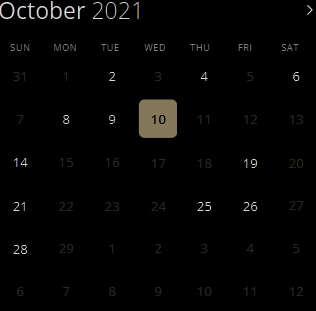 October 2021
SUN MON TUE WED THU FRI SAT
31 1 2 3 4 5 6
7 8 9 10 11 12 13
14 15 16 17 18 19 20
21 22 23 24 25 26 27
28 29 1 2 3 4 5
6 7 8 9 10 11 12